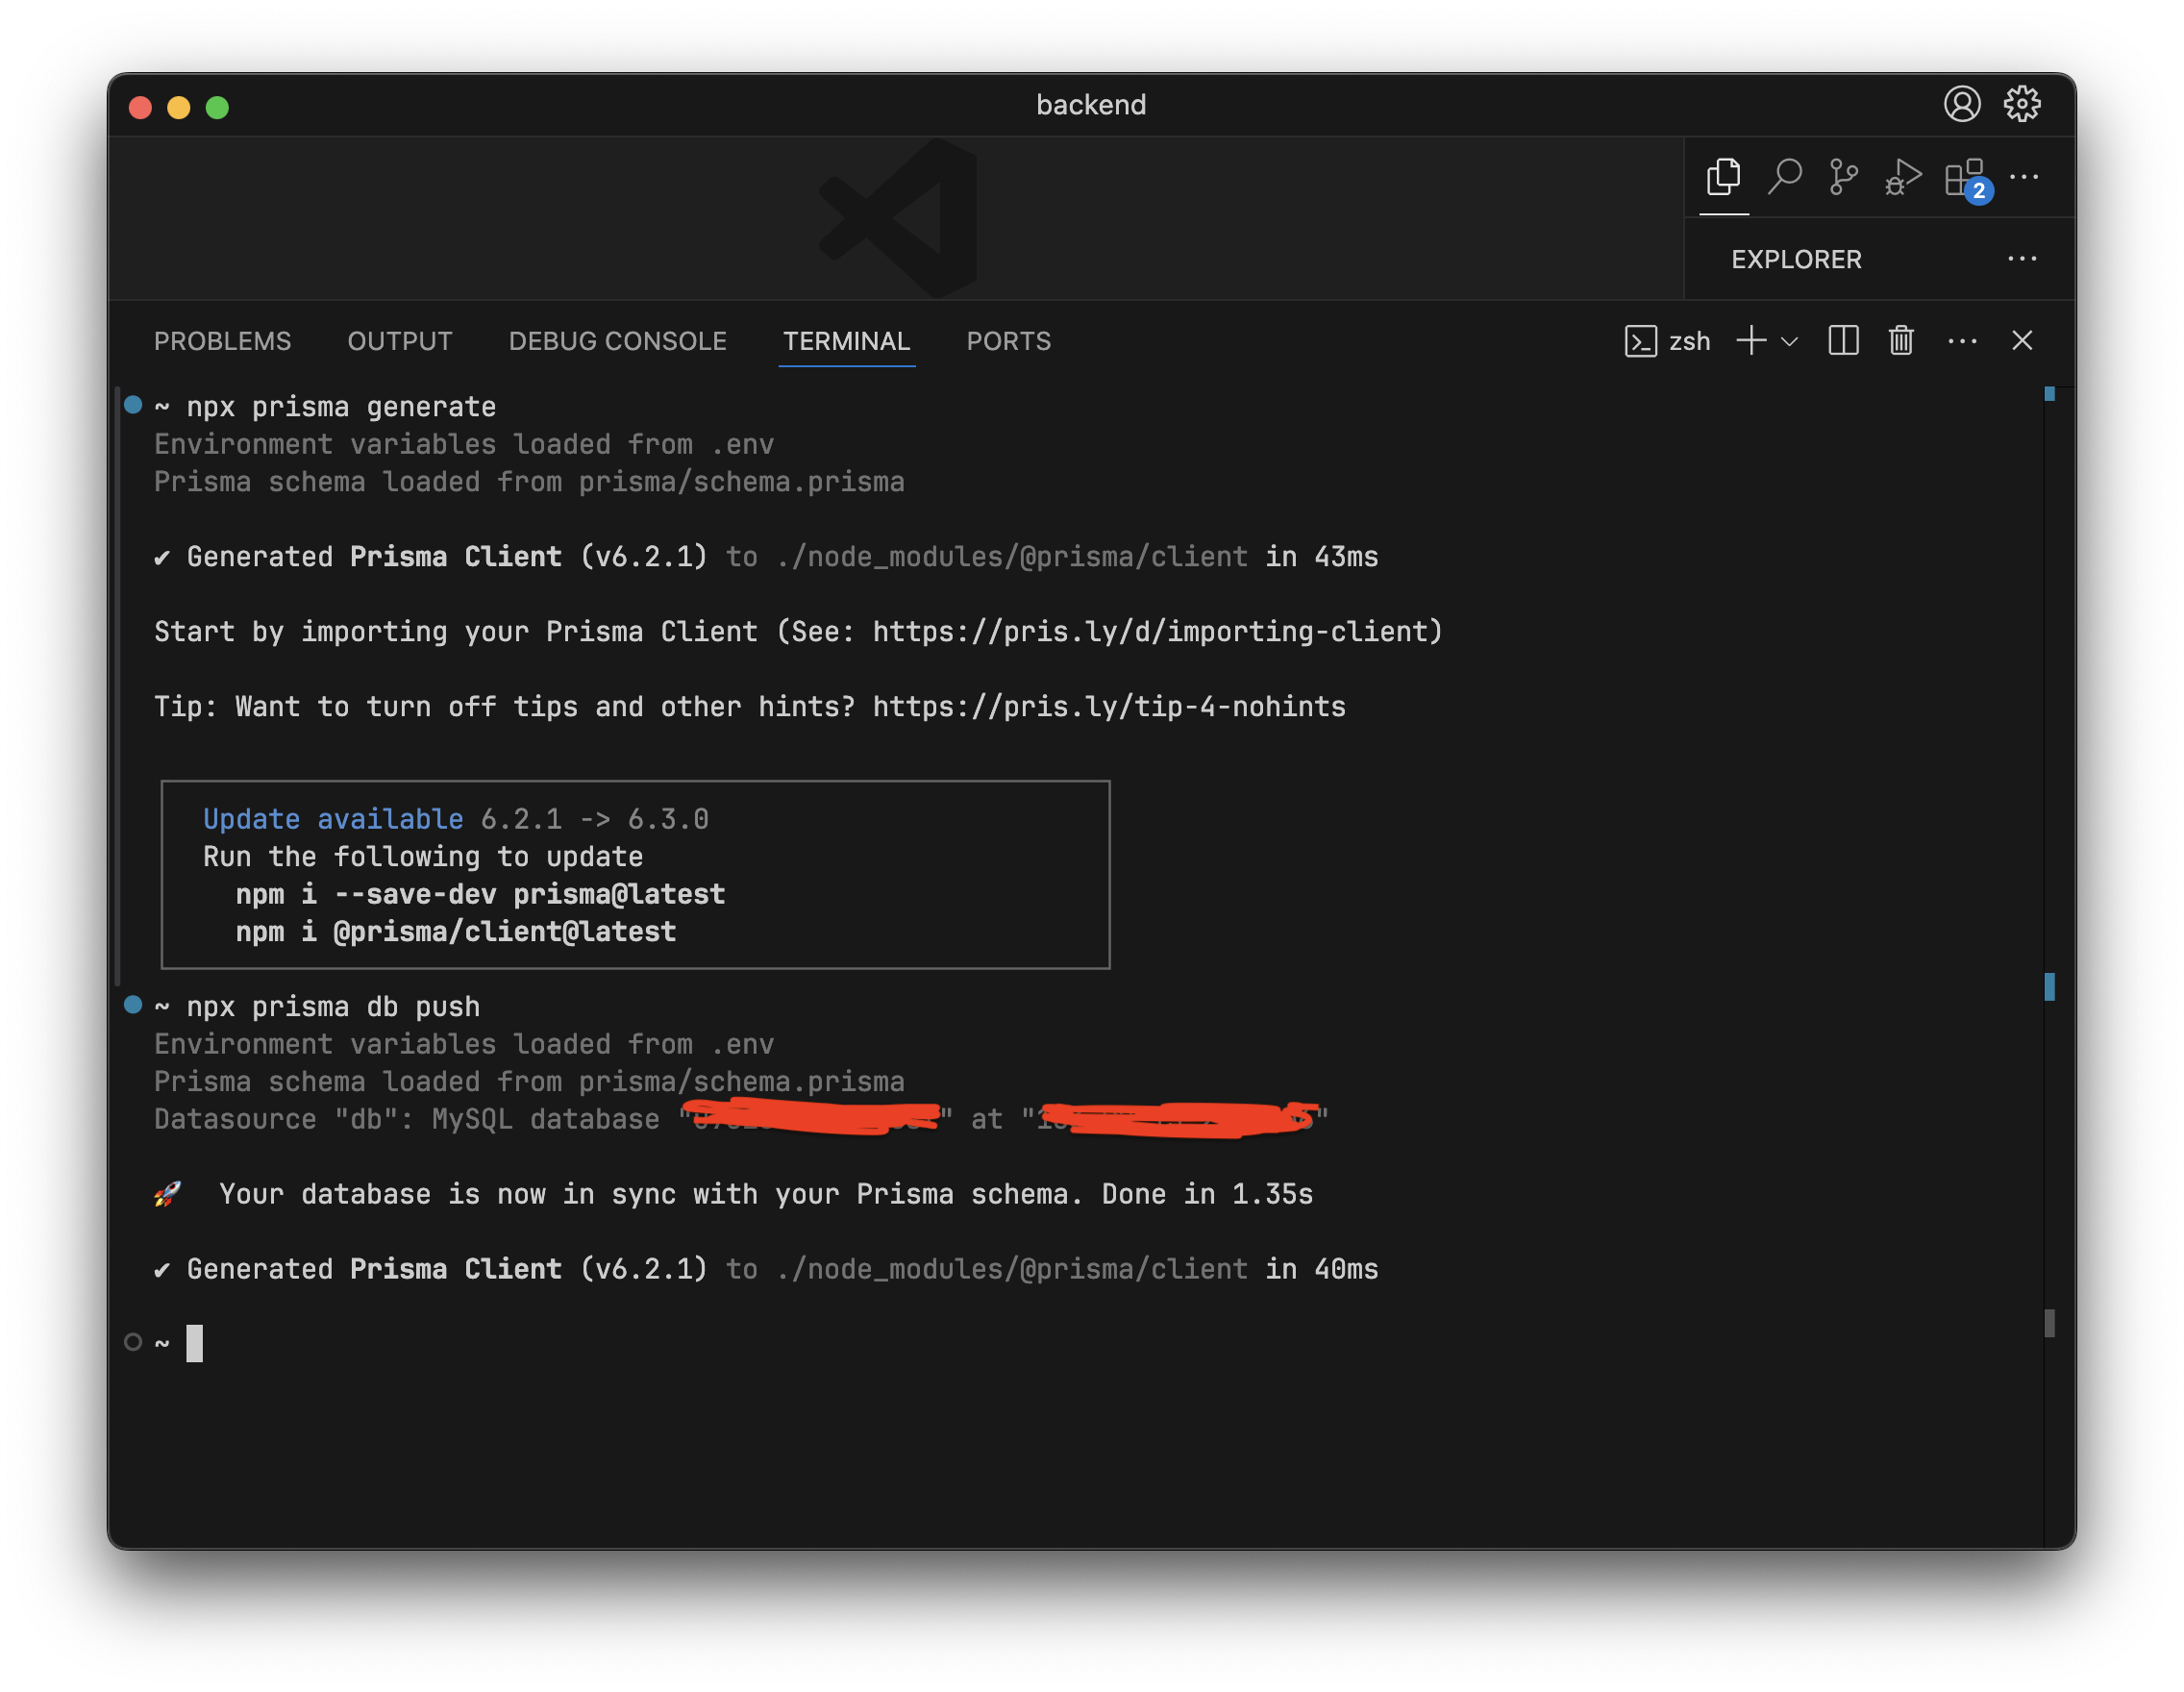 backend
2
EXPLORER
PROBLEMS OUTPUT DEBUG CONSOLE TERMINAL PORTS zsh
~ npx prisma generate
Environment variables loaded from .env
Prisma schema loaded from prisma/schema.prisma
✔ Generated Prisma Client (v6.2.1) to ./node_modules/@prisma/client in 43ms
Start by importing your Prisma Client (See: https://pris.ly/d/importing-client)
Tip: Want to turn off tips and other hints? https://pris.ly/tip-4-nohints
Update available 6.2.1 -> 6.3.0
Run the following to update
npm i --save-dev prisma@latest
npm i @prisma/client@latest
~ npx prisma db push
Environment variables loaded from .env
Prisma schema loaded from prisma/schema.prisma
Datasource "db": MySQL database " " at " "
🚀 Your database is now in sync with your Prisma schema. Done in 1.35s
✔ Generated Prisma Client (v6.2.1) to ./node_modules/@prisma/client in 40ms
~